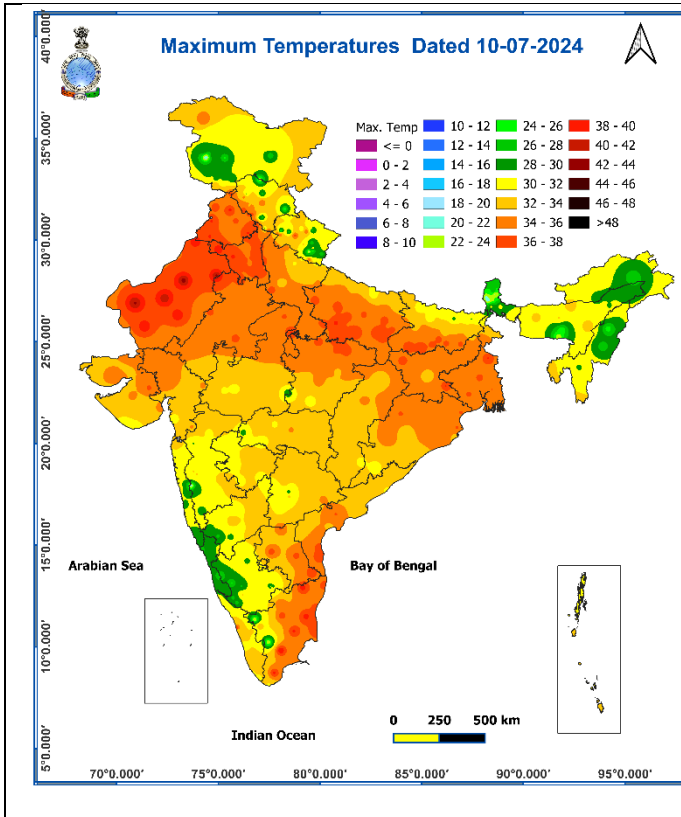 Maximum Temperatures Dated 10-07-2024
Max. Temp
<= 0
0 - 2
2 - 4
4 - 6
6 - 8
8 - 10
10 - 12
12 - 14
14 - 16
16 - 18
18 - 20
20 - 22
22 - 24
24 - 26
26 - 28
28 - 30
30 - 32
32 - 34
34 - 36
36 - 38
38 - 40
40 - 42
42 - 44
44 - 46
46 - 48
>48
40°0.000'
35°0.000'
30°0.000'
25°0.000'
20°0.000'
15°0.000'
10°0.000'
5°0.000'
Arabian Sea
Bay of Bengal
Indian Ocean
0 250 500 km
70°0.000' 75°0.000' 80°0.000' 85°0.000' 90°0.000' 95°0.000'